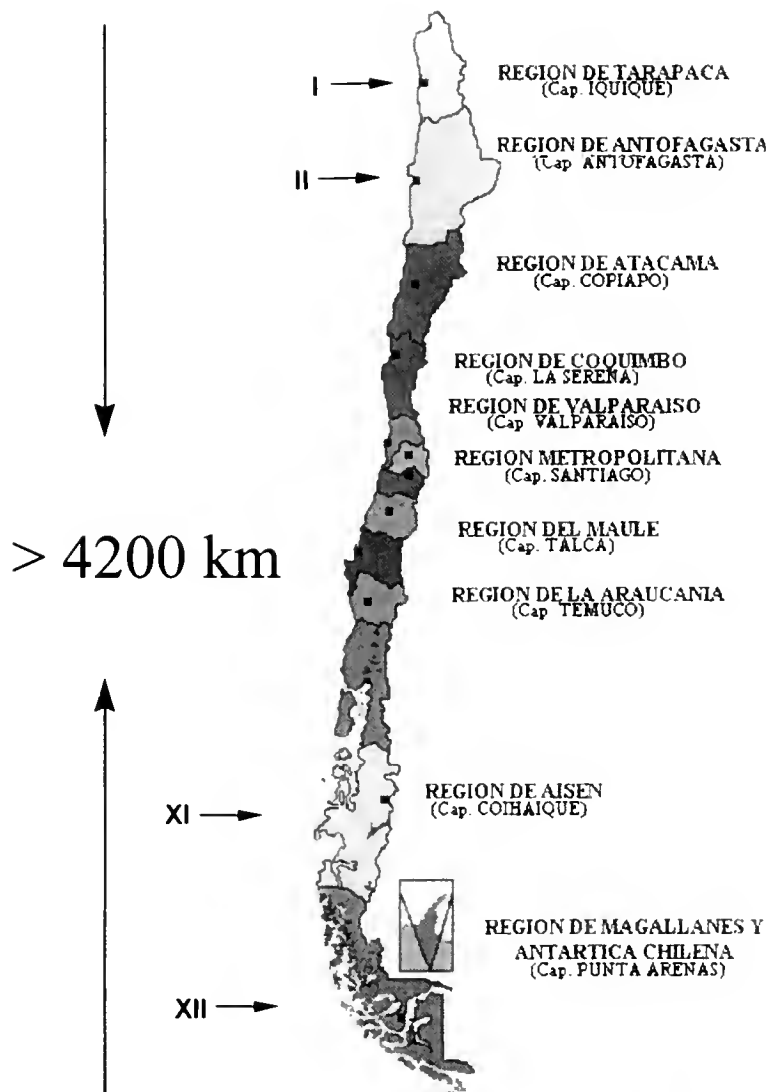 I
REGION DE TARAPACA
(Cap. IQUIQUE)
II
REGION DE ANTOFAGASTA
(Cap ANTOFAGASTA)
REGION DE ATACAMA
(Cap. COPIAPO)
REGION DE COQUIMBO
(Cap. LA SERENA)
REGION DE VALPARAISO
(Cap VALPARAISO)
REGION METROPOLITANA
(Cap. SANTIAGO)
> 4200 km
REGION DEL MAULE
(Cap. TALCA)
REGION DE LA ARAUCANIA
(Cap TEMUCO)
XI
REGION DE AISEN
(Cap. COIHAIQUE)
REGION DE MAGALLANES Y
ANTARTICA CHILENA
(Cap. PUNTA ARENAS)
XII